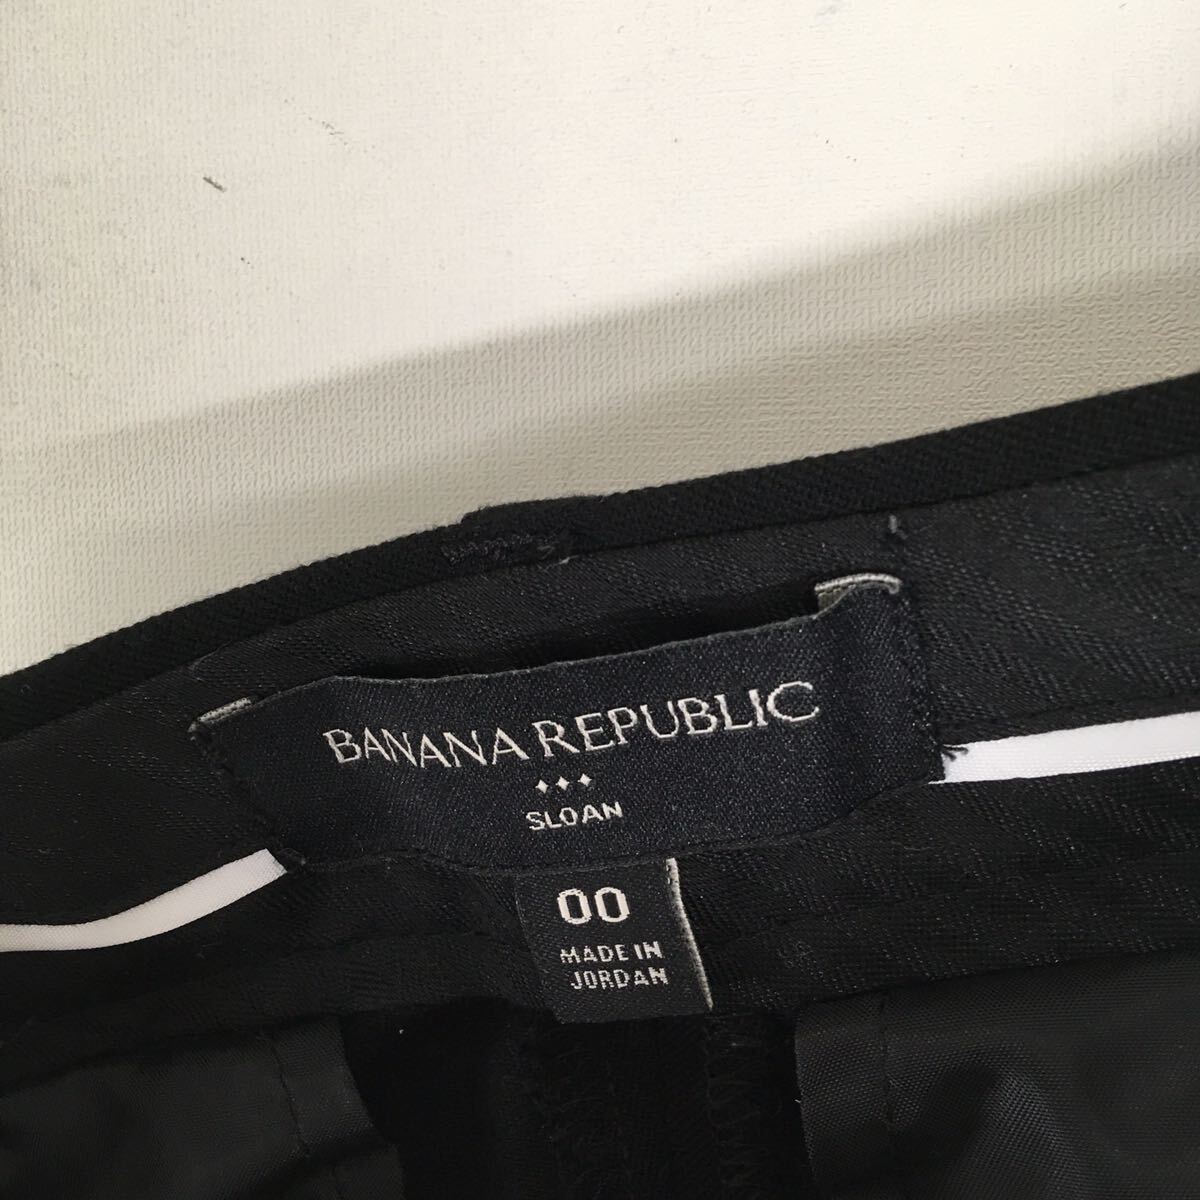 BANANA REPUBLIC
SLOAN
00
MADE IN
JORDAN